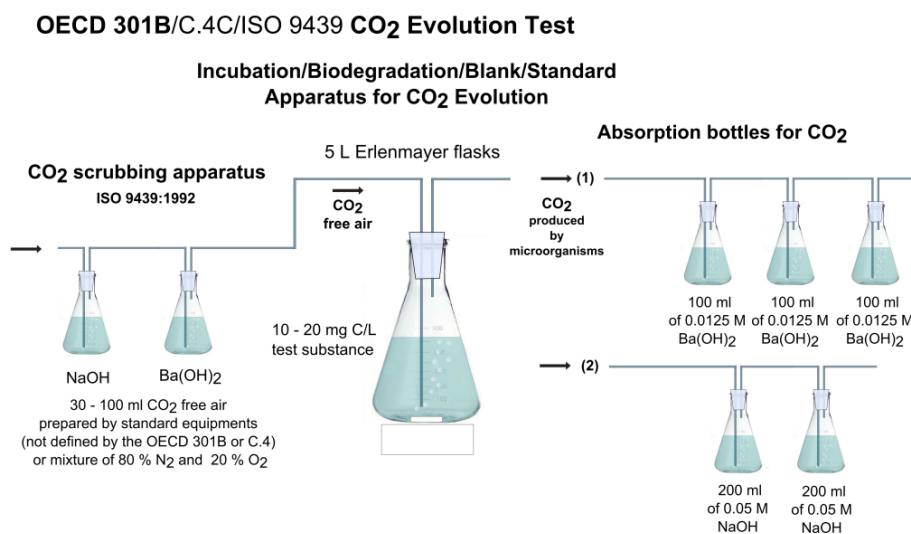 OECD 301B/C.4C/ISO 9439 CO2 Evolution Test
Incubation/Biodegradation/Blank/Standard
Apparatus for CO2 Evolution
CO2 scrubbing apparatus
ISO 9439:1992
NaOH
Ba(OH)2
30 - 100 ml CO2 free air
prepared by standard equipments
(not defined by the OECD 301B or C.4)
or mixture of 80 % N2 and 20 % O2
5 L Erlenmayer flasks
CO2
free air
10 - 20 mg C/L
test substance
Absorption bottles for CO2
(1)
CO2
produced
by
microorganisms
100 ml
of 0.0125 M
Ba(OH)2
100 ml
of 0.0125 M
Ba(OH)2
100 ml
of 0.0125 M
Ba(OH)2
(2)
200 ml
of 0.05 M
NaOH
200 ml
of 0.05 M
NaOH